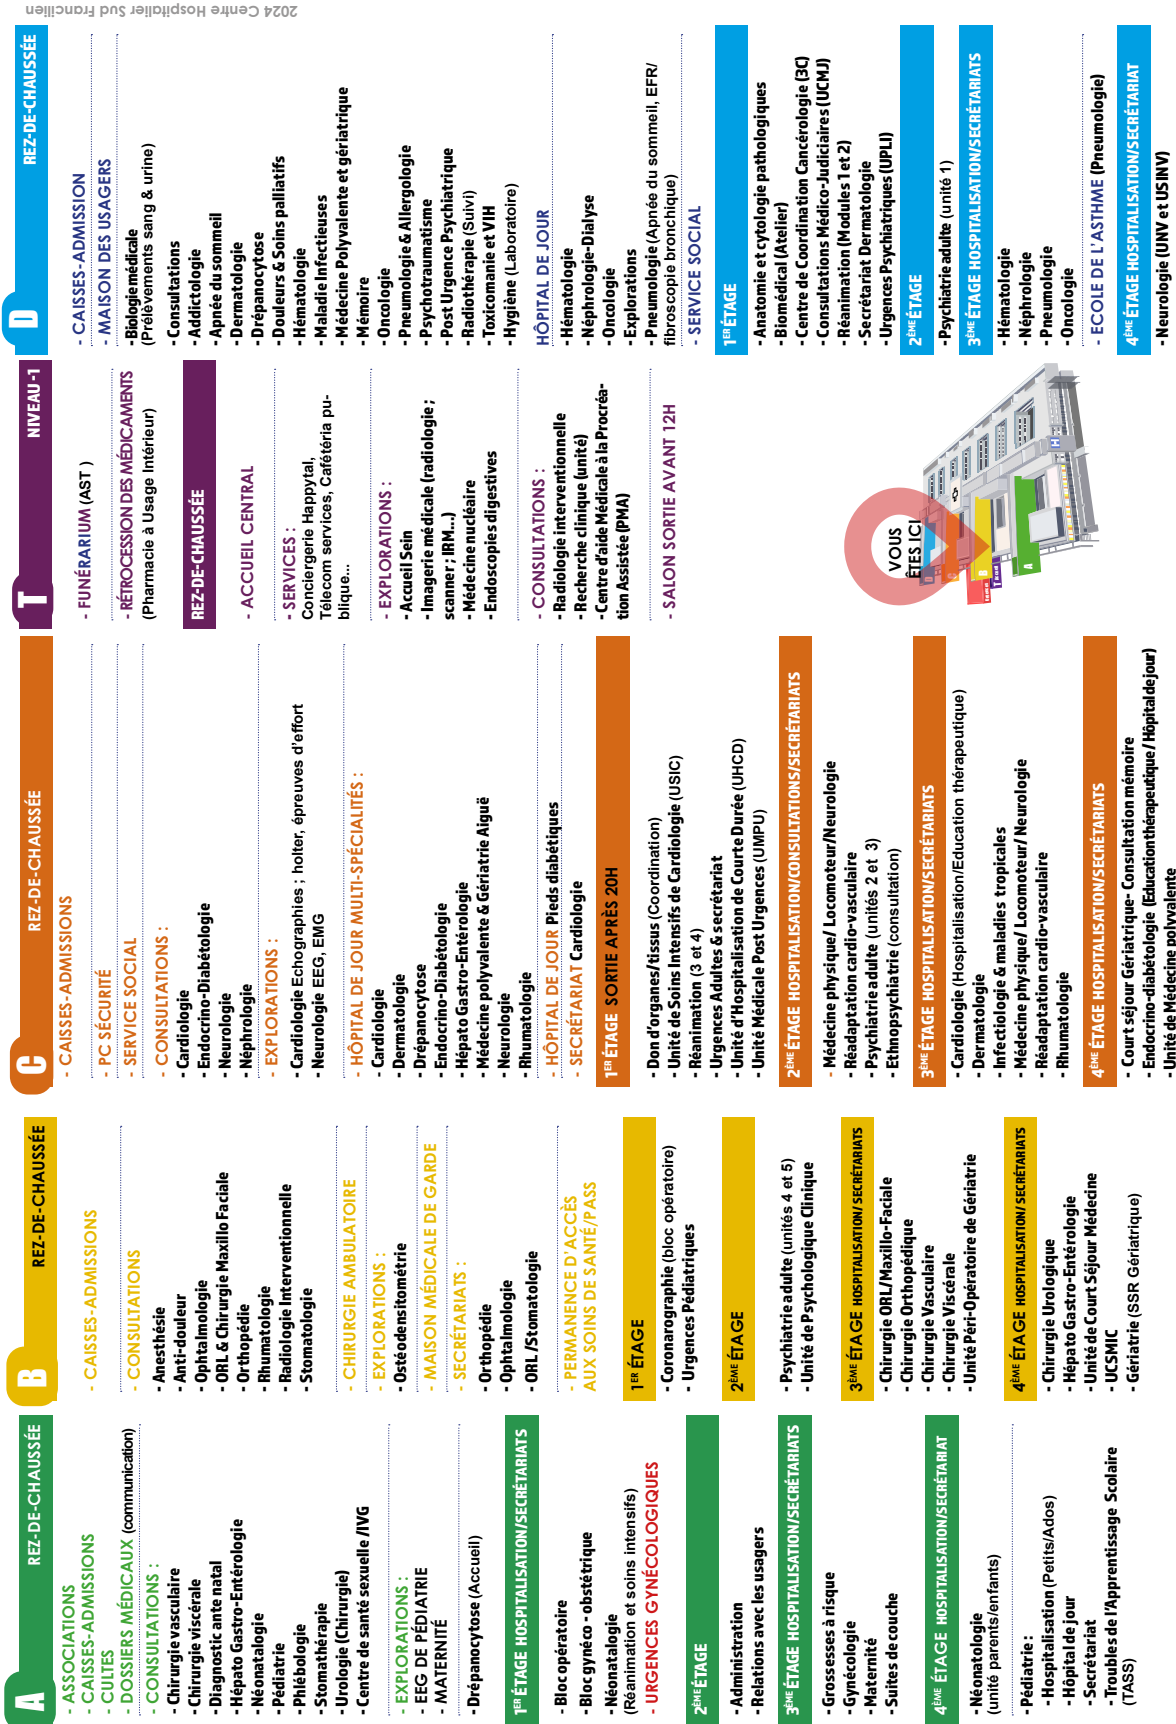 A
REZ-DE-CHAUSSÉE
- ASSOCIATIONS
- CAISSES-ADMISSIONS
- CULTES
- DOSSIERS MÉDICAUX (communication)
- CONSULTATIONS :
- Chirurgie vasculaire
- Chirurgie viscérale
- Diagnostic ante natal
- Hépato Gastro-Entérologie
- Néonatalogie
- Pédiatrie
- Phlébologie
- Stomathérapie
- Urologie (Chirurgie)
- Centre de santé sexuelle /IVG
- EXPLORATIONS :
- EEG DE PÉDIATRIE
- MATERNITÉ
- Drépanocytose (Accueil)
1ER ÉTAGE HOSPITALISATION/SECRÉTARIATS
- Bloc opératoire
- Bloc gynéco - obstétrique
- Néonatalogie
(Réanimation et soins intensifs)
- URGENCES GYNÉCOLOGIQUES
2ÈME ÉTAGE
- Administration
- Relations avec les usagers
3ÈME ÉTAGE HOSPITALISATION/SECRÉTARIATS
- Grossesses à risque
- Gynécologie
- Maternité
- Suites de couche
4ÈME ÉTAGE HOSPITALISATION/SECRÉTARIAT
- Néonatologie
(unité parents/enfants)
- Pédiatrie :
- Hospitalisation (Petits/Ados)
- Hôpital de jour
- Secrétariat
- Troubles de l'Apprentissage Scolaire
(TASS)
B
REZ-DE-CHAUSSÉE
- CAISSES-ADMISSIONS
- CONSULTATIONS
- Anesthésie
- Anti-douleur
- Ophtalmologie
- ORL & Chirurgie Maxillo Faciale
- Orthopédie
- Rhumatologie
- Radiologie Interventionnelle
- Stomatologie
- CHIRURGIE AMBULATOIRE
- EXPLORATIONS :
- Ostéodensitométrie
- MAISON MÉDICALE DE GARDE
- SECRÉTARIATS :
- Orthopédie
- Ophtalmologie
- ORL /Stomatologie
- PERMANENCE D'ACCÈS
AUX SOINS DE SANTÉ/PASS
1ER ÉTAGE
- Coronarographie (bloc opératoire)
- Urgences Pédiatriques
2ÈME ÉTAGE
- Psychiatrie adulte (unités 4 et 5)
- Unité de Psychologique Clinique
3ÈME ÉTAGE HOSPITALISATION/ SECRÉTARIATS
- Chirurgie ORL/Maxillo-Faciale
- Chirurgie Orthopédique
- Chirurgie Vasculaire
- Chirurgie Viscérale
- Unité Péri-Opératoire de Gériatrie
4ÈME ÉTAGE HOSPITALISATION/ SECRÉTARIATS
- Chirurgie Urologique
- Hépato Gastro-Entérologie
- Unité de Court Séjour Médecine
- UCSMIC
- Gériatrie (SSR Gériatrique)
C
REZ-DE-CHAUSSÉE
- CAISSES-ADMISSIONS
- PC SÉCURITÉ
- SERVICE SOCIAL
- CONSULTATIONS :
- Cardiologie
- Endocrino-Diabétologie
- Neurologie
- Néphrologie
- EXPLORATIONS :
- Cardiologie Echographies ; holter, épreuves d'effort
- Neurologie EEG, EMG
- HÔPITAL DE JOUR MULTI-SPÉCIALITÉS :
- Cardiologie
- Dermatologie
- Drépanocytose
- Endocrino-Diabétologie
- Hépato Gastro-Entérologie
- Médecine polyvalente & Gériatrie Aiguë
- Neurologie
- Rhumatologie
- HÔPITAL DE JOUR Pieds diabétiques
- SECRÉTARIAT Cardiologie
1ER ÉTAGE SORTIE APRÈS 20H
- Don d'organes/tissus (Coordination)
- Unité de Soins Intensifs de Cardiologie (USIC)
- Réanimation (3 et 4)
- Urgences Adultes & secrétariat
- Unité d'Hospitalisation de Courte Durée (UHCD)
- Unité Médicale Post Urgences (UMPU)
2ÈME ÉTAGE HOSPITALISATION/CONSULTATIONS/SECRÉTARIATS
- Médecine physique/ Locomoteur/Neurologie
- Réadaptation cardio-vasculaire
- Psychiatrie adulte (unités 2 et 3)
- Ethnopsychiatrie (consultation)
3ÈME ÉTAGE HOSPITALISATION/SECRÉTARIATS
- Cardiologie (Hospitalisation/Education thérapeutique)
- Dermatologie
- Infectiologie & maladies tropicales
- Médecine physique/ Locomoteur/ Neurologie
- Réadaptation cardio-vasculaire
- Rhumatologie
4ÈME ÉTAGE HOSPITALISATION/SECRÉTARIATS
- Court séjour Gériatrique- Consultation mémoire
- Endocrino-diabétologie (Education thérapeutique/ Hôpital de jour)
- Unité de Médecine polyvalente
T
NIVEAU -1
- FUNÉRARIUM (AST )
- RÉTROCESSION DES MÉDICAMENTS
(Pharmacie à Usage Intérieur)
REZ-DE-CHAUSSÉE
- ACCUEIL CENTRAL
- SERVICES :
Conciergerie Happytal,
Télecom services, Cafétéria pu-
blique...
- EXPLORATIONS :
- Accueil Sein
- Imagerie médicale (radiologie ;
scanner ; IRM...)
- Médecine nucléaire
- Endoscopies digestives
- CONSULTATIONS :
- Radiologie interventionnelle
- Recherche clinique (unité)
- Centre d'aide Médicale à la Procréa-
tion Assistée (PMA)
- SALON SORTIE AVANT 12H
VOUS
ÊTES ICI
B
A
H
D
REZ-DE-CHAUSSÉE
- CAISSES-ADMISSION
- MAISON DES USAGERS
- Biologie médicale
(Prélèvements sang & urine)
- Consultations
- Addictologie
- Apnée du sommeil
- Dermatologie
- Drépanocytose
- Douleurs & Soins palliatifs
- Hématologie
- Maladie Infectieuses
- Médecine Polyvalente et gériatrique
- Mémoire
- Oncologie
- Pneumologie & Allergologie
- Psychotraumatisme
- Post Urgence Psychiatrique
- Radiothérapie (Suivi)
- Toxicomanie et VIH
- Hygiène (Laboratoire)
HÔPITAL DE JOUR
- Hématologie
- Néphrologie-Dialyse
- Oncologie
- Explorations
- Pneumologie (Apnée du sommeil, EFR/
fibroscopie bronchique)
- SERVICE SOCIAL
1ER ÉTAGE
- Anatomie et cytologie pathologiques
- Biomédical (Atelier)
- Centre de Coordination Cancérologie (3C)
- Consultations Médico-Judiciaires (UCMJ)
- Réanimation (Modules 1 et 2)
- Secrétariat Dermatologie
- Urgences Psychiatriques (UPLI)
2ÈME ÉTAGE
- Psychiatrie adulte (unité 1)
3ÈME ÉTAGE HOSPITALISATION/SECRÉTARIATS
- Hématologie
- Néphrologie
- Pneumologie
- Oncologie
- ECOLE DE L'ASTHME (Pneumologie)
4ÈME ÉTAGE HOSPITALISATION/SECRÉTARIAT
- Neurologie (UNV et USINV)
2024 Centre Hospitalier Sud Francilien